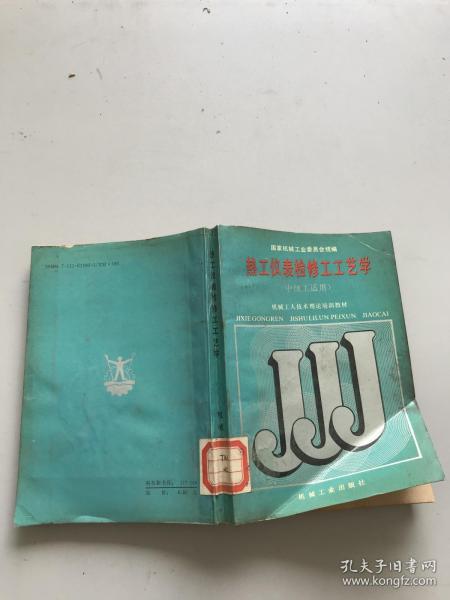 国家机械工业委员会统编
热工仪表检修工工艺学
(中级工适用)
机械工人技术理论培训教材
JIXIEGONGREN JISHULILUN PEIXUN JIAOCAI
JJJ
机械工业出版社
热工仪表检修工工艺学
孔夫子旧书网
www.kongfz.com